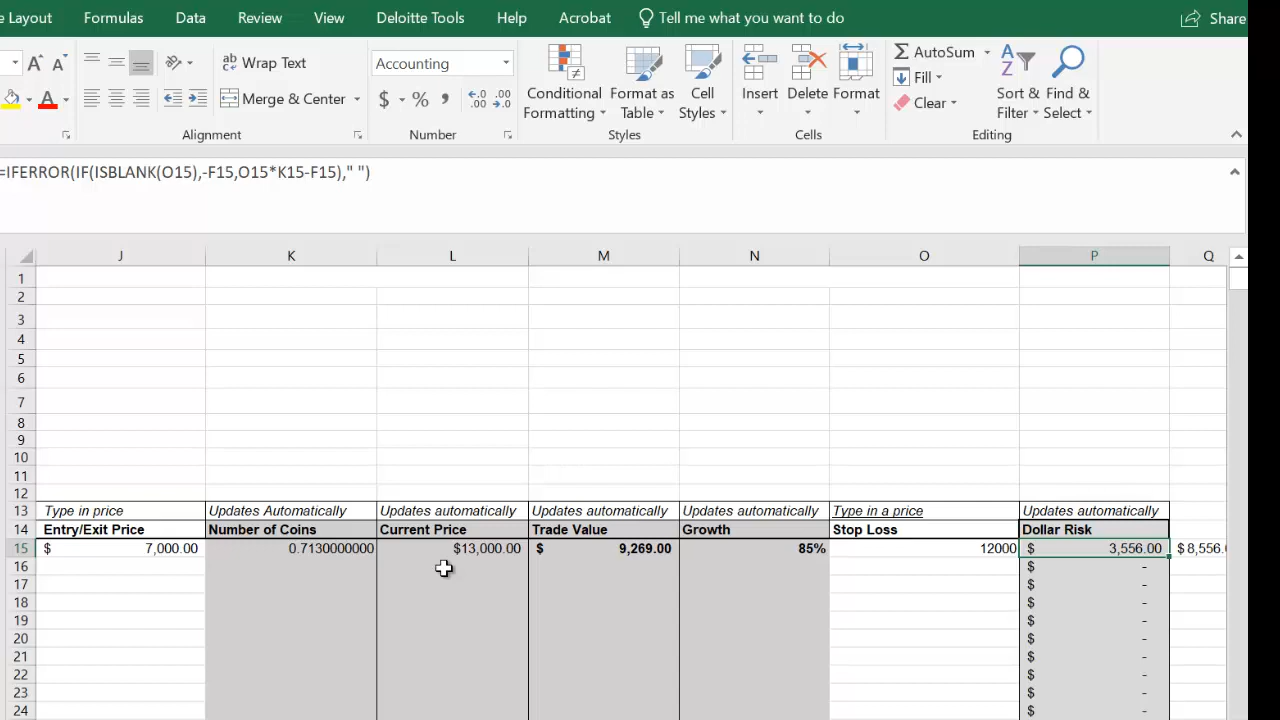 e Layout Formulas Data Review View Deloitte Tools Help Acrobat Tell me what you want to do Share
A A ab Wrap Text Accounting AutoSum
A Merge & Center $ % , Conditional Formatting Format as Table Cell Styles Insert Delete Format Fill Clear Sort & Filter Find & Select
Alignment Number Styles Cells Editing
=IFERROR(IF(ISBLANK(O15),-F15,O15*K15-F15)," ")
J K L M N O P Q
1
2
3
4
5
6
7
8
9
10
11
12
13 Type in price Updates Automatically Updates automatically Updates automatically Updates automatically Type in a price Updates automatically
14 Entry/Exit Price Number of Coins Current Price Trade Value Growth Stop Loss Dollar Risk
15 $ 7,000.00 0.7130000000 $13,000.00 $ 9,269.00 85% 12000 $ 3,556.00 $ 8,556.
16 $ -
17 $ -
18 $ -
19 $ -
20 $ -
21 $ -
22 $ -
23 $ -
24 $ -